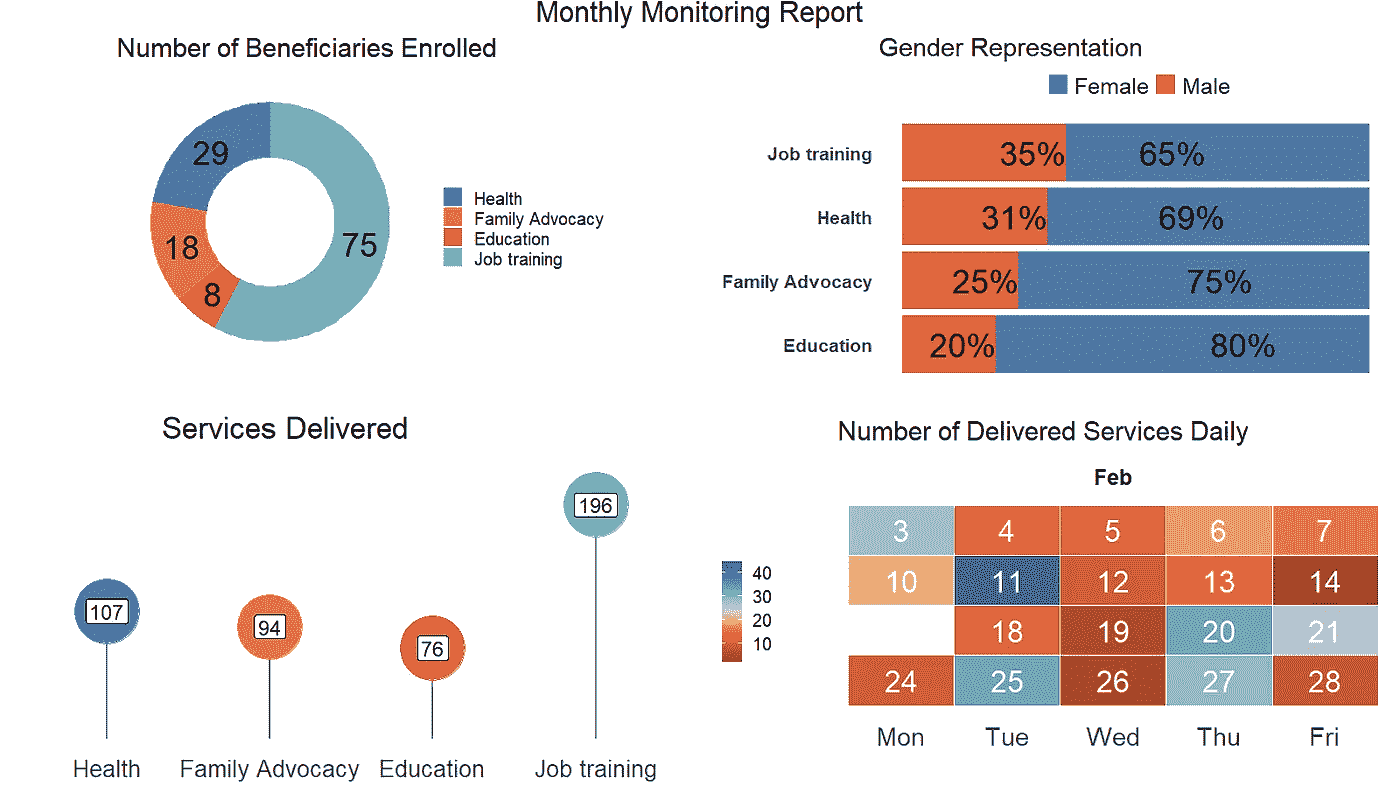 Monthly Monitoring Report
Number of Beneficiaries Enrolled
29
18
8
75
Health
Family Advocacy
Education
Job training
Gender Representation
Female Male
Job training 35% 65%
Health 31% 69%
Family Advocacy 25% 75%
Education 20% 80%
Services Delivered
107
94
76
196
Health Family Advocacy Education Job training
Number of Delivered Services Daily
Feb
40
30
20
10
3 4 5 6 7
10 11 12 13 14
18 19 20 21
24 25 26 27 28
Mon Tue Wed Thu Fri